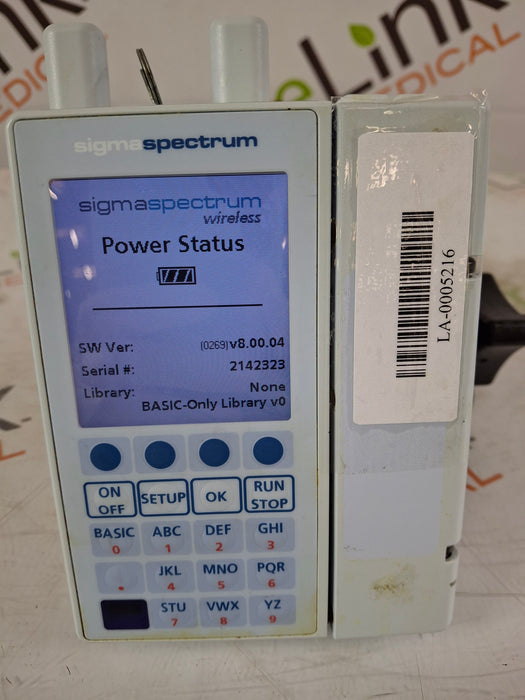 eLink
MEDICAL
sigmaspectrum
sigmaspectrum
wireless
Power Status
SW Ver: (0269)v8.00.04
Serial #: 2142323
Library: None
BASIC-Only Library v0
LA-0005216
ON OFF
SETUP
OK
RUN STOP
BASIC ABC DEF GHI
0 1 2 3
JKL MNO PQR
. 4 5 6
STU VWX YZ
7 8 9